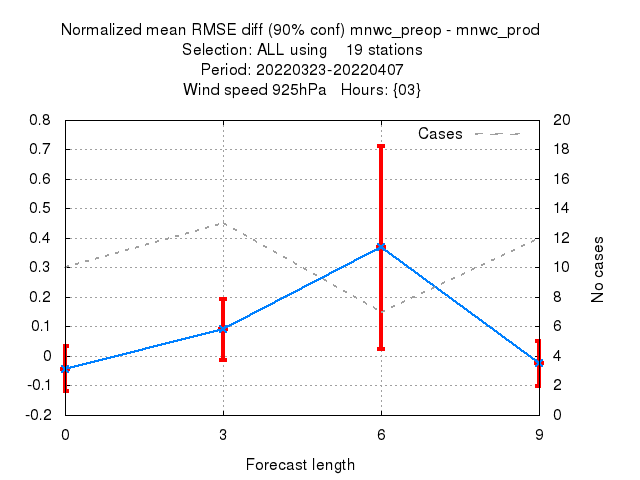 Normalized mean RMSE diff (90% conf) mnwc_preop - mnwc_prod
Selection: ALL using 19 stations
Period: 20220323-20220407
Wind speed 925hPa Hours: {03}
Cases
0.8
0.7
0.6
0.5
0.4
0.3
0.2
0.1
0
-0.1
-0.2
20
18
16
14
12
10
8
6
4
2
0
No cases
0 3 6 9
Forecast length